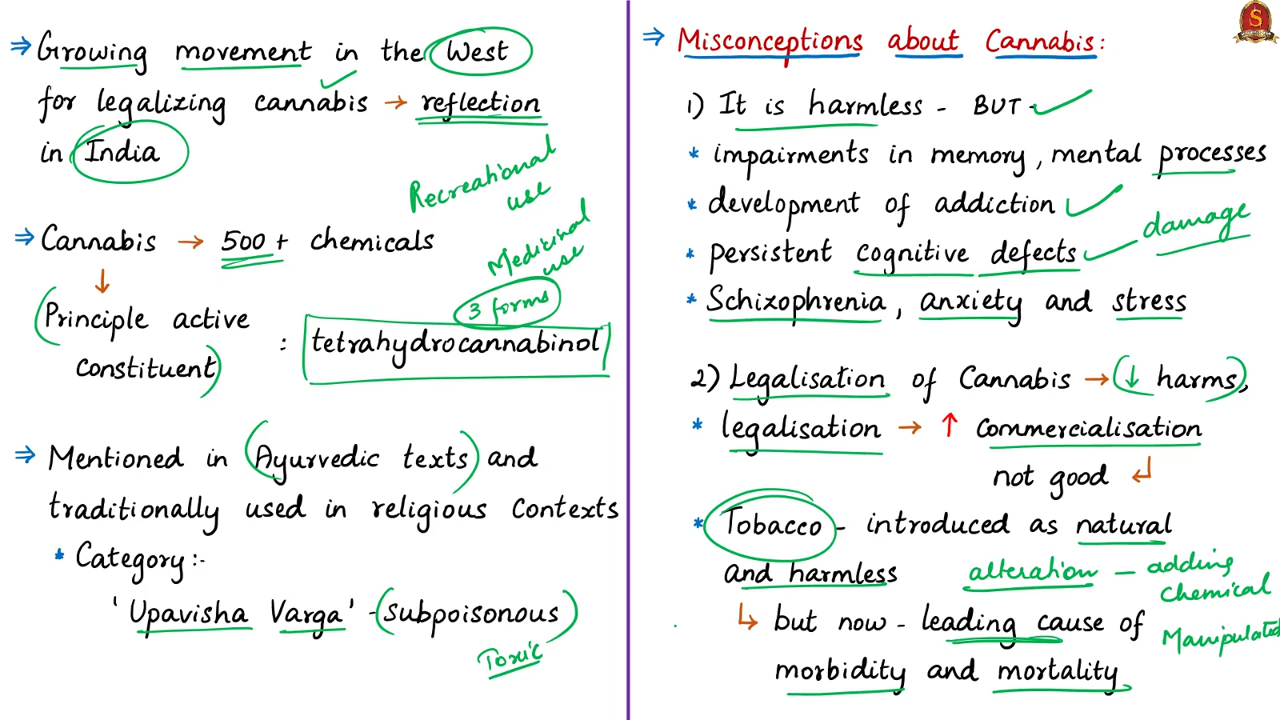 ⇒ Growing movement in the West
for legalizing cannabis → reflection
in India
Recreational
use
⇒ Cannabis → 500+ chemicals
Medicinal
use
3 forms
(Principle active
constituent)
: tetrahydrocannabinol
⇒ Mentioned in (Ayurvedic texts) and
traditionally used in religious contexts
* Category:-
'Upavisha Varga' - (subpoisonous)
Toxic
⇒ Misconceptions about Cannabis:
1) It is harmless - BUT -
* impairments in memory, mental processes
* development of addiction
damage
* Persistent cognitive defects
* Schizophrenia, anxiety and stress
2) Legalisation of Cannabis → (↓ harms),
* legalisation → ↑ Commercialisation
not good ↲
* Tobacco - introduced as natural
and harmless
alteration - adding
chemical
↳ but now - leading cause of
Manipulated
morbidity and mortality
S